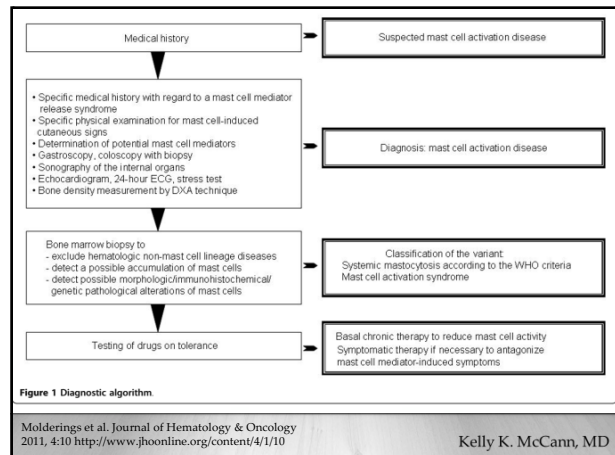 Medical history
Suspected mast cell activation disease
• Specific medical history with regard to a mast cell mediator
release syndrome
• Specific physical examination for mast cell-induced
cutaneous signs
• Determination of potential mast cell mediators
• Gastroscopy, coloscopy with biopsy
• Sonography of the internal organs
• Echocardiogram, 24-hour ECG, stress test
• Bone density measurement by DXA technique
Diagnosis: mast cell activation disease
Bone marrow biopsy to
- exclude hematologic non-mast cell lineage diseases
- detect a possible accumulation of mast cells
- detect possible morphologic/immunohistochemical/
genetic pathological alterations of mast cells
Classification of the variant:
Systemic mastocytosis according to the WHO criteria
Mast cell activation syndrome
Testing of drugs on tolerance
Basal chronic therapy to reduce mast cell activity
Symptomatic therapy if necessary to antagonize
mast cell mediator-induced symptoms
Figure 1 Diagnostic algorithm.
Molderings et al. Journal of Hematology & Oncology
2011, 4:10 http://www.jhoonline.org/content/4/1/10
Kelly K. McCann, MD